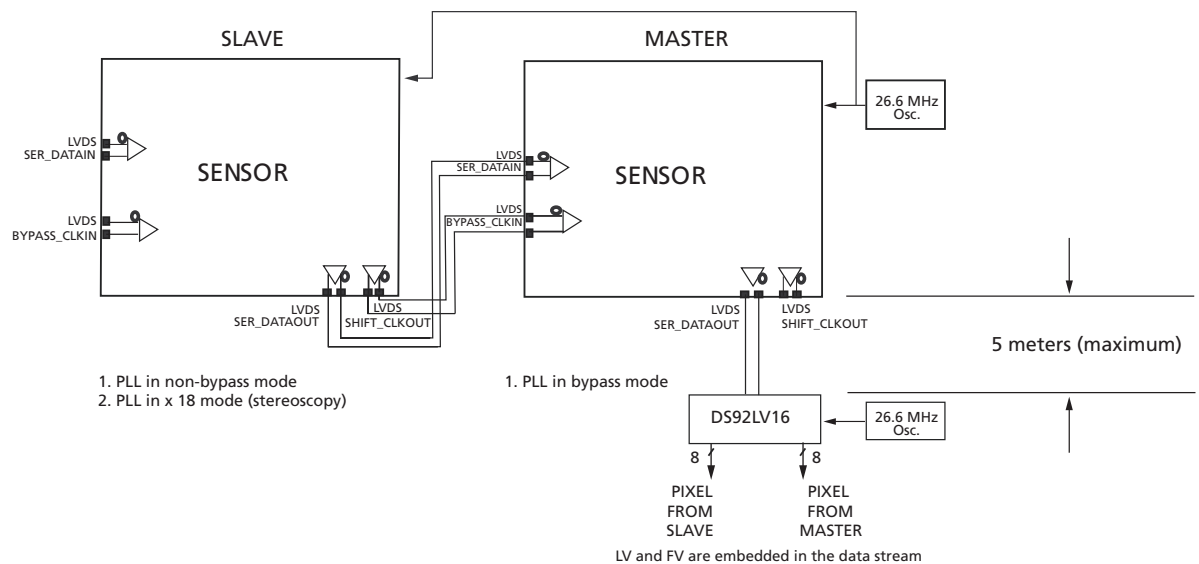 SLAVE
MASTER
26.6 MHz
Osc.
LVDS
SER_DATAIN
SENSOR
LVDS
BYPASS_CLKIN
LVDS
SER_DATAIN
SENSOR
LVDS
BYPASS_CLKIN
LVDS
SER_DATAOUT
LVDS
SHIFT_CLKOUT
LVDS
SER_DATAOUT
LVDS
SHIFT_CLKOUT
5 meters (maximum)
1. PLL in non-bypass mode
2. PLL in x 18 mode (stereoscopy)
1. PLL in bypass mode
DS92LV16
26.6 MHz
Osc.
8
8
PIXEL
FROM
SLAVE
PIXEL
FROM
MASTER
LV and FV are embedded in the data stream